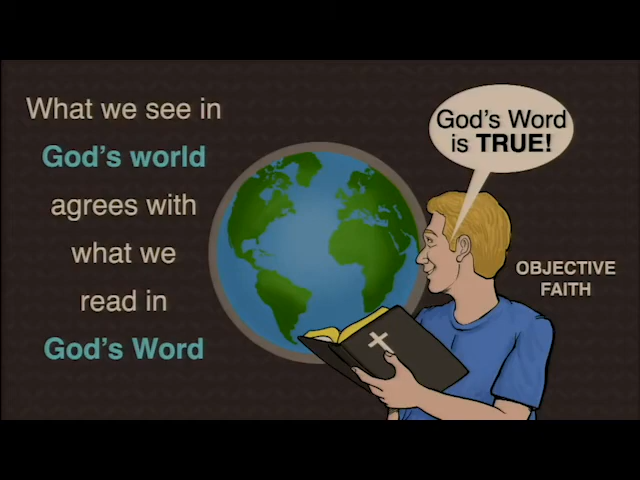 What we see in
God's world
agrees with
what we
read in
God's Word
God's Word
is TRUE!
OBJECTIVE
FAITH